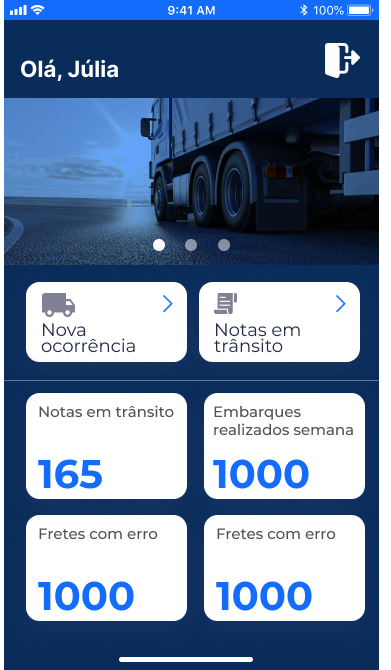 9:41 AM
100%
Olá, Júlia
Nova
ocorrência
Notas em
trânsito
Notas em trânsito
165
Embarques
realizados semana
1000
Fretes com erro
1000
Fretes com erro
1000